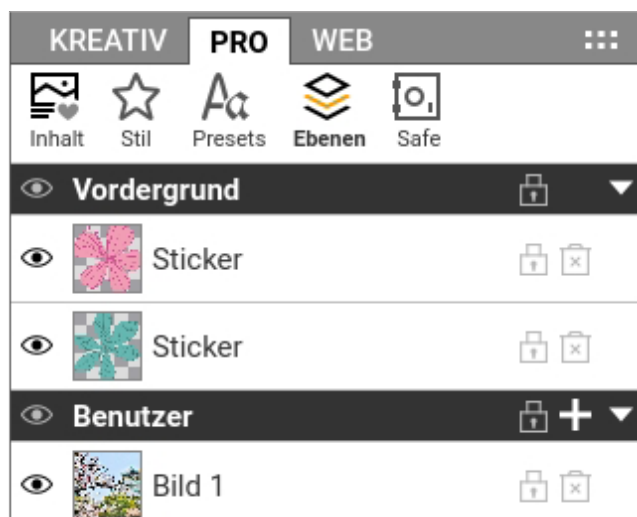 KREATIV PRO WEB
Inhalt Stil Presets Ebenen Safe
Vordergrund
Sticker
Sticker
Benutzer
Bild 1